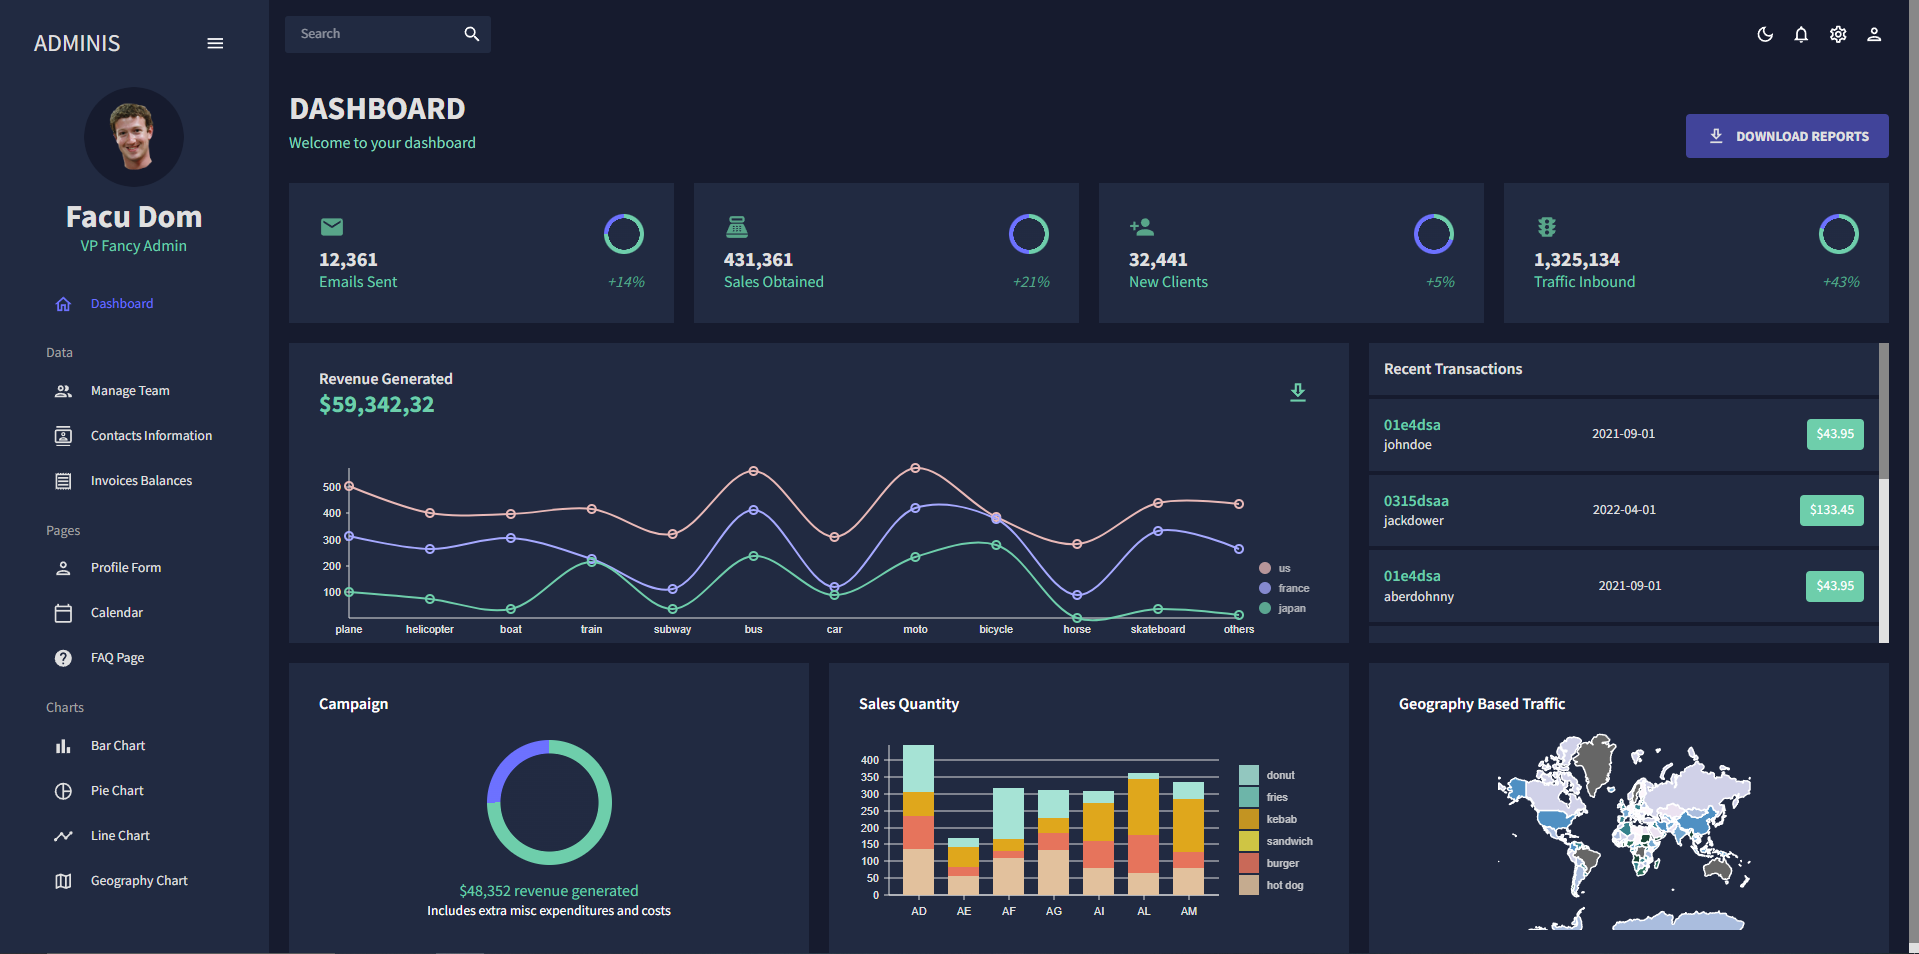 ADMINIS
Facu Dom
VP Fancy Admin
Dashboard
Data
Manage Team
Contacts Information
Invoices Balances
Pages
Profile Form
Calendar
FAQ Page
Charts
Bar Chart
Pie Chart
Line Chart
Geography Chart
Search
DASHBOARD
Welcome to your dashboard
DOWNLOAD REPORTS
12,361
Emails Sent
+14%
431,361
Sales Obtained
+21%
32,441
New Clients
+5%
1,325,134
Traffic Inbound
+43%
Revenue Generated
$59,342,32
500
400
300
200
100
plane helicopter boat train subway bus car moto bicycle horse skateboard others
us
france
japan
Recent Transactions
01e4dsa
johndoe
2021-09-01
$43.95
0315dsaa
jackdower
2022-04-01
$133.45
01e4dsa
aberdohnny
2021-09-01
$43.95
Campaign
$48,352 revenue generated
Includes extra misc expenditures and costs
Sales Quantity
400
350
300
250
200
150
100
50
0
AD AE AF AG AI AL AM
donut
fries
kebab
sandwich
burger
hot dog
Geography Based Traffic